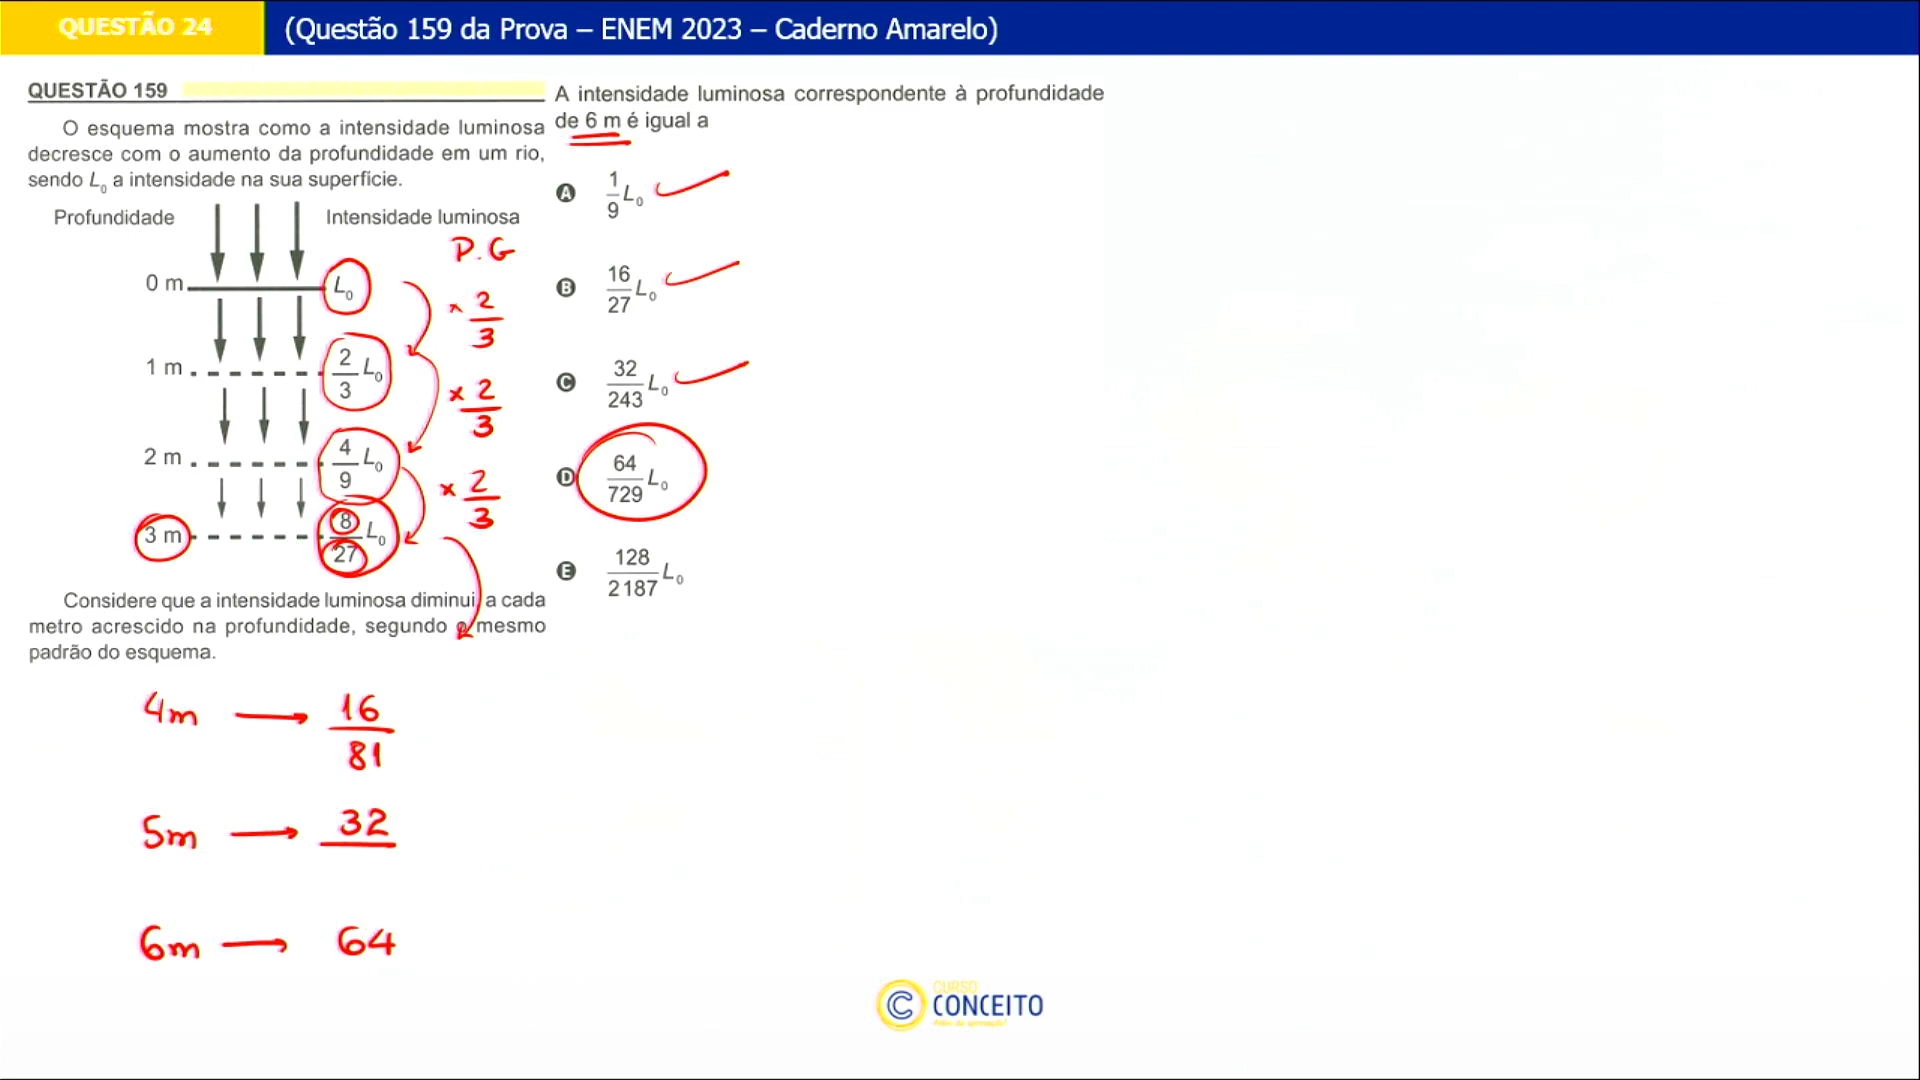 QUESTÃO 24
(Questão 159 da Prova – ENEM 2023 – Caderno Amarelo)
QUESTÃO 159
O esquema mostra como a intensidade luminosa
decresce com o aumento da profundidade em um rio,
sendo L₀ a intensidade na sua superfície.
Profundidade
Intensidade luminosa
P.G
0 m
L₀
× 2/3
1 m
2/3 L₀
× 2/3
2 m
4/9 L₀
× 2/3
3 m
8/27 L₀
Considere que a intensidade luminosa diminui, a cada
metro acrescido na profundidade, segundo o mesmo
padrão do esquema.
4m → 16/81
5m → 32
6m → 64
A intensidade luminosa correspondente à profundidade
de 6 m é igual a
A 1/9 L₀
B 16/27 L₀
C 32/243 L₀
D 64/729 L₀
E 128/2 187 L₀
C
CURSO
CONCEITO